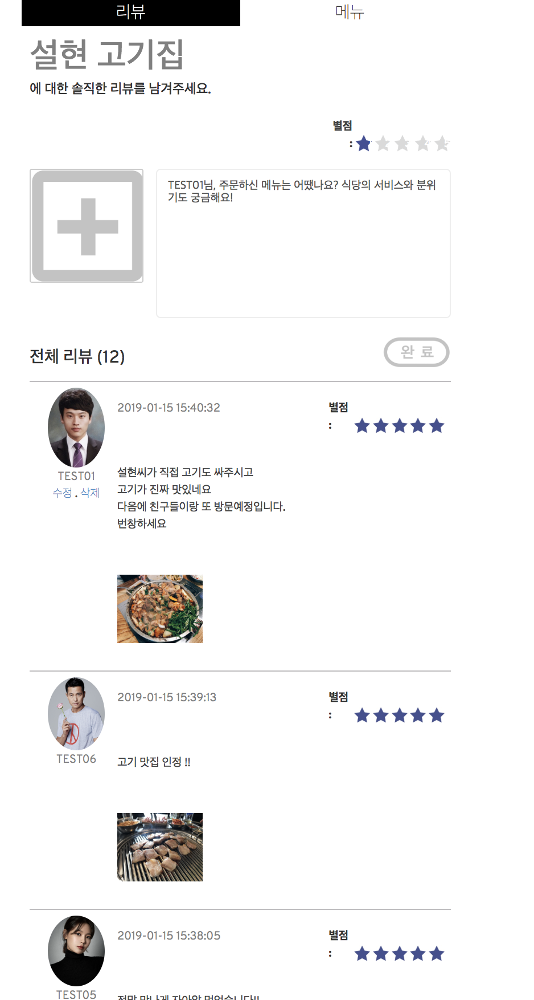 리뷰 메뉴
설현 고기집
에 대한 솔직한 리뷰를 남겨주세요.
별점
:
TEST01님, 주문하신 메뉴는 어땠나요? 식당의 서비스와 분위
기도 궁금해요!
전체 리뷰 (12)
완 료
2019-01-15 15:40:32
별점
:
TEST01
수정 . 삭제
설현씨가 직접 고기도 싸주시고
고기가 진짜 맛있네요
다음에 친구들이랑 또 방문예정입니다.
번창하세요
2019-01-15 15:39:13
별점
:
TEST06
고기 맛집 인정 !!
2019-01-15 15:38:05
별점
:
TEST05